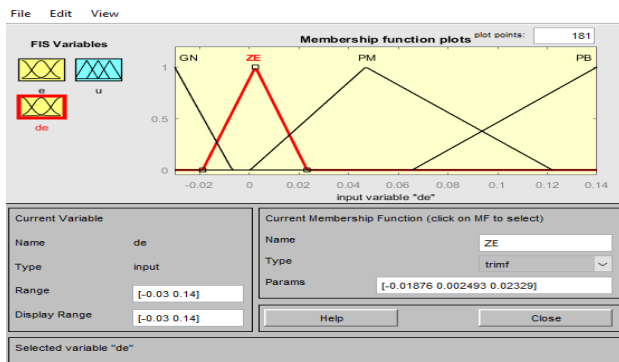 File Edit View
FIS Variables
e
u
de
Membership function plots
plot points:
181
GN
ZE
PM
PB
1
0.5
0
-0.02 0 0.02 0.04 0.06 0.08 0.1 0.12 0.14
input variable "de"
Current Variable
Name de
Type input
Range [-0.03 0.14]
Display Range [-0.03 0.14]
Current Membership Function (click on MF to select)
Name ZE
Type trimf
Params [-0.01876 0.002493 0.02329]
Help Close
Selected variable "de"